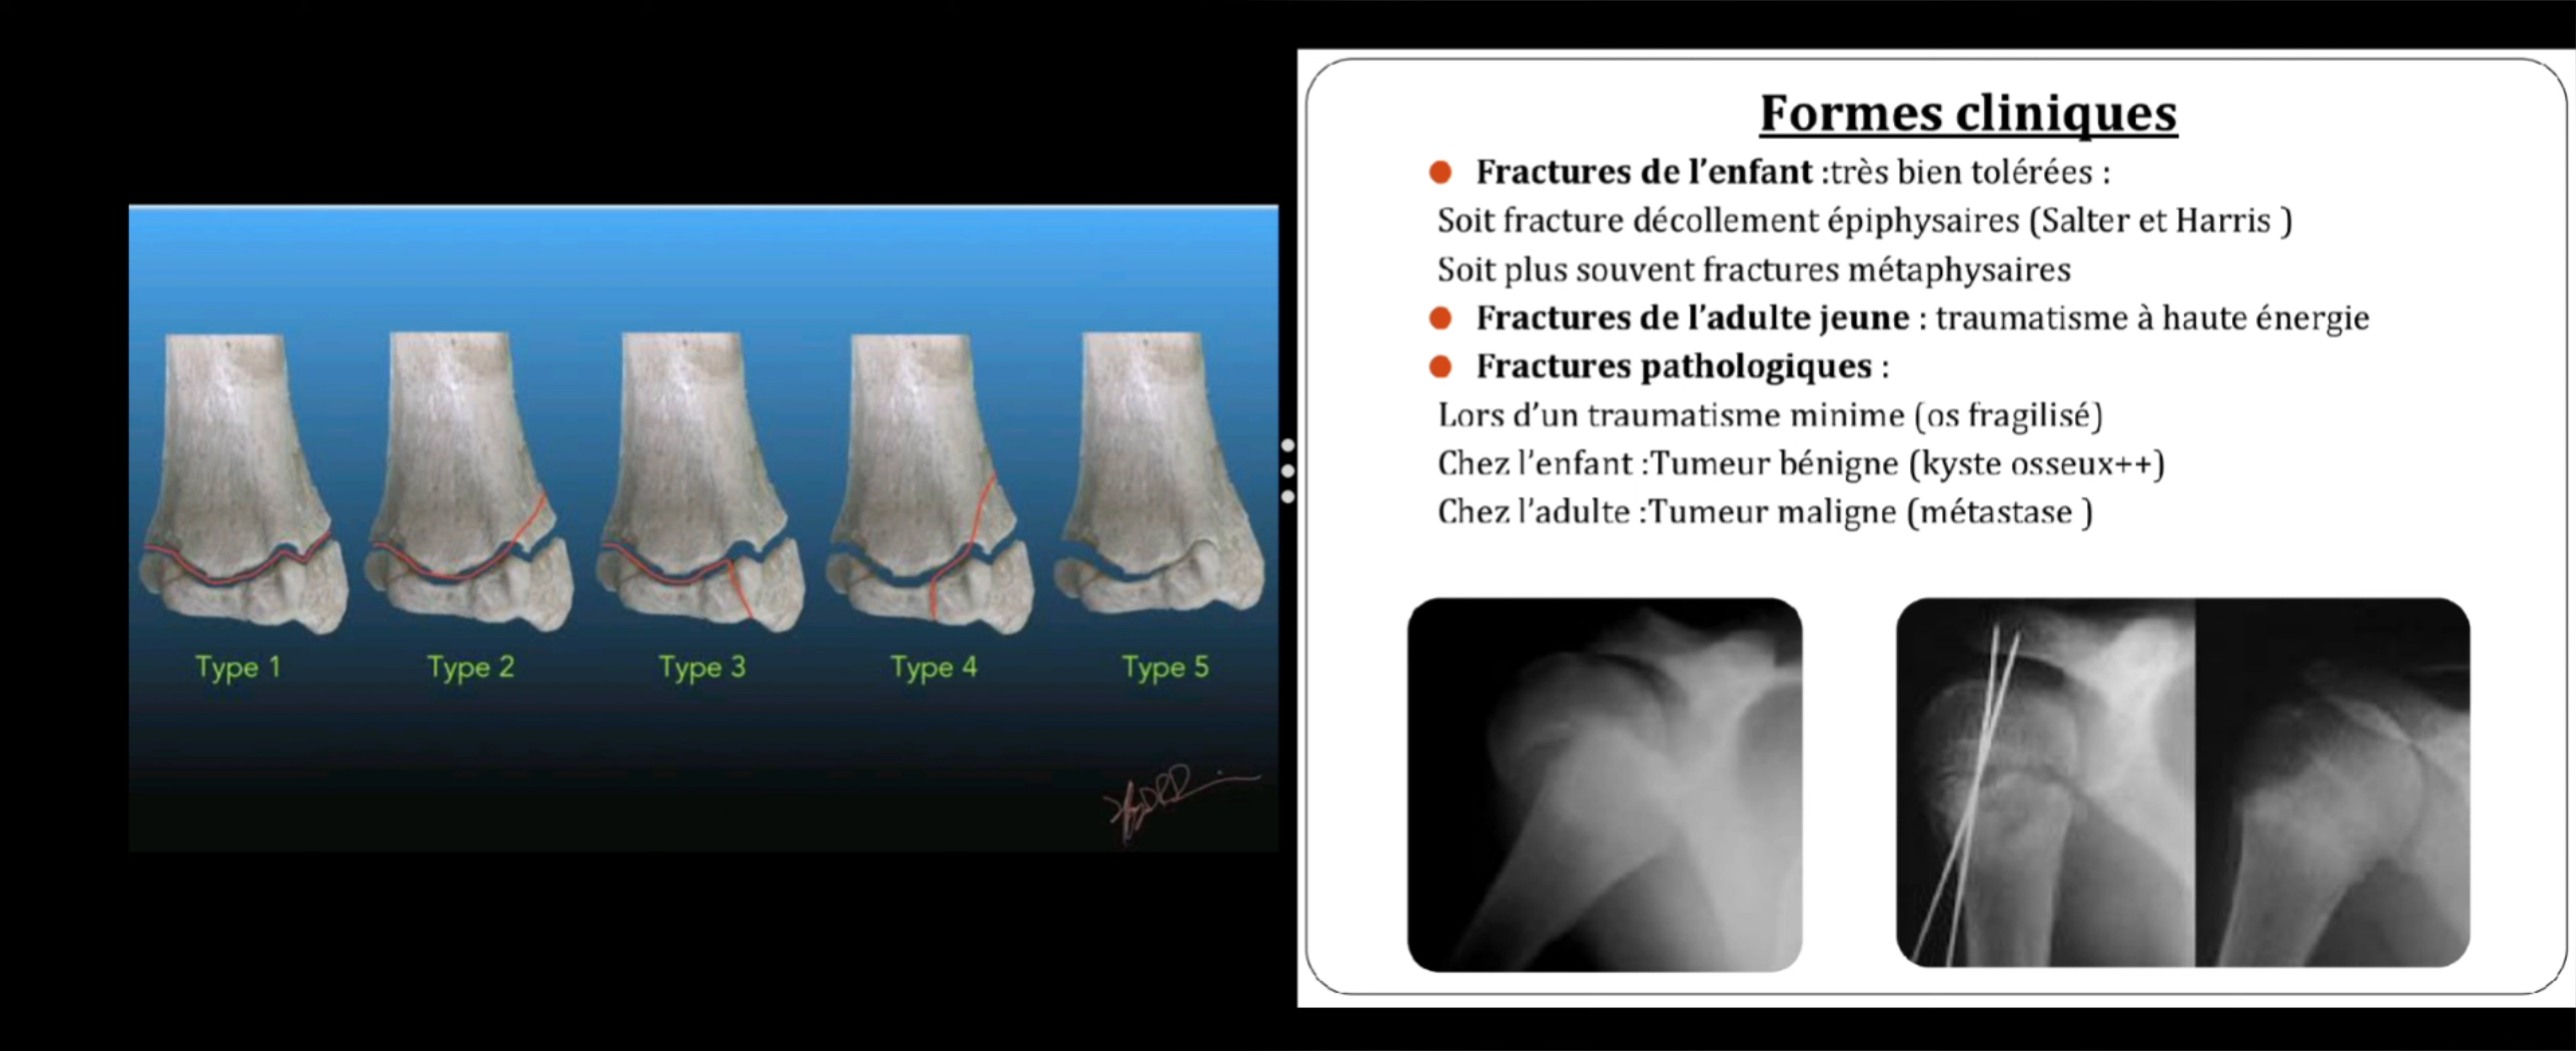 Type 1
Type 2
Type 3
Type 4
Type 5
Formes cliniques
Fractures de l'enfant :très bien tolérées :
Soit fracture décollement épiphysaires (Salter et Harris )
Soit plus souvent fractures métaphysaires
Fractures de l'adulte jeune : traumatisme à haute énergie
Fractures pathologiques :
Lors d'un traumatisme minime (os fragilisé)
Chez l'enfant :Tumeur bénigne (kyste osseux++)
Chez l'adulte :Tumeur maligne (métastase )